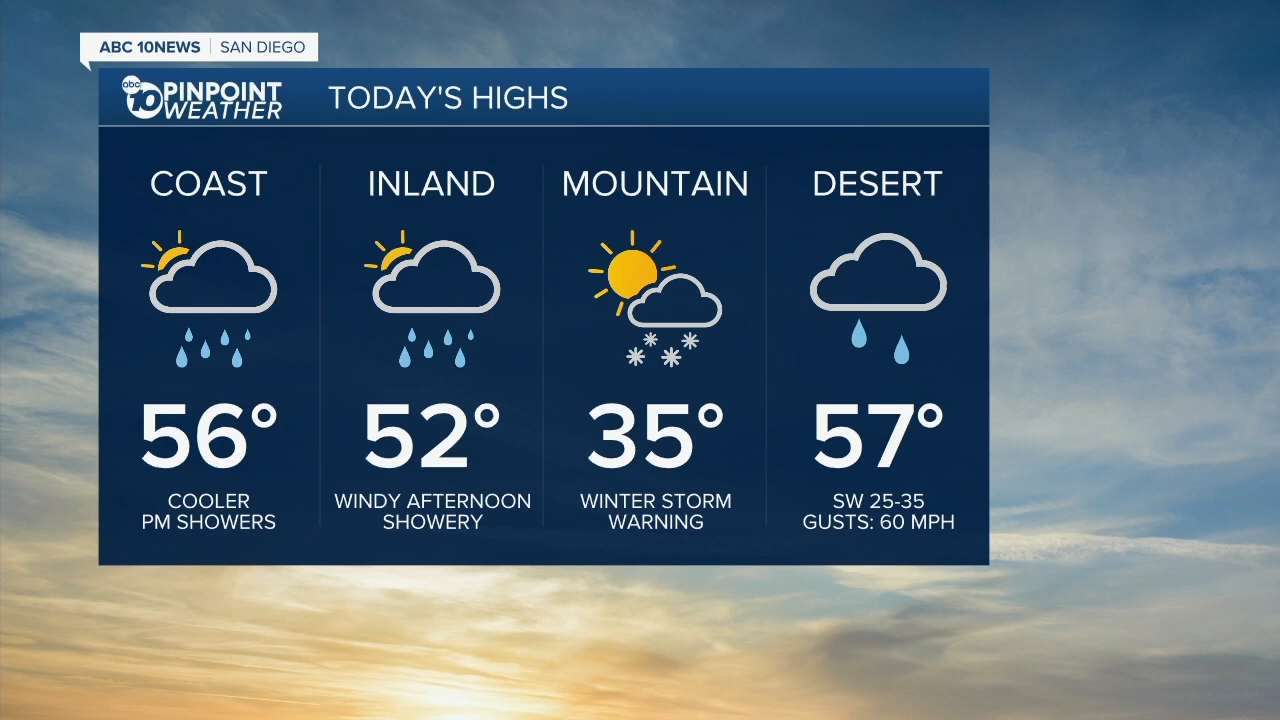 ABC 10NEWS | SAN DIEGO
abc 10 PINPOINT
WEATHER
TODAY'S HIGHS
COAST
56°
COOLER
PM SHOWERS
INLAND
52°
WINDY AFTERNOON
SHOWERY
MOUNTAIN
35°
WINTER STORM
WARNING
DESERT
57°
SW 25-35
GUSTS: 60 MPH